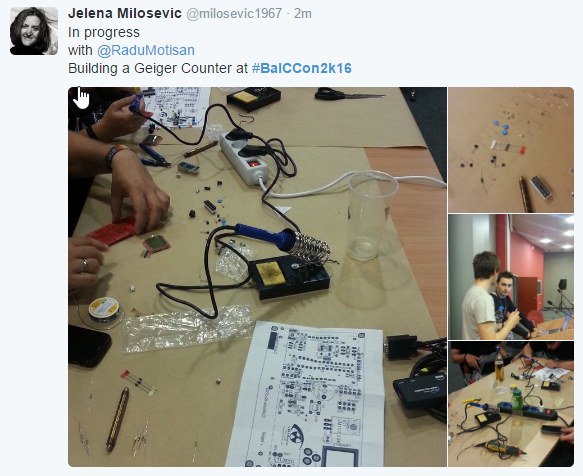 Jelena Milosevic @milosevic1967 · 2m
In progress
with @RaduMotisan
Building a Geiger Counter at #BalCCon2k16